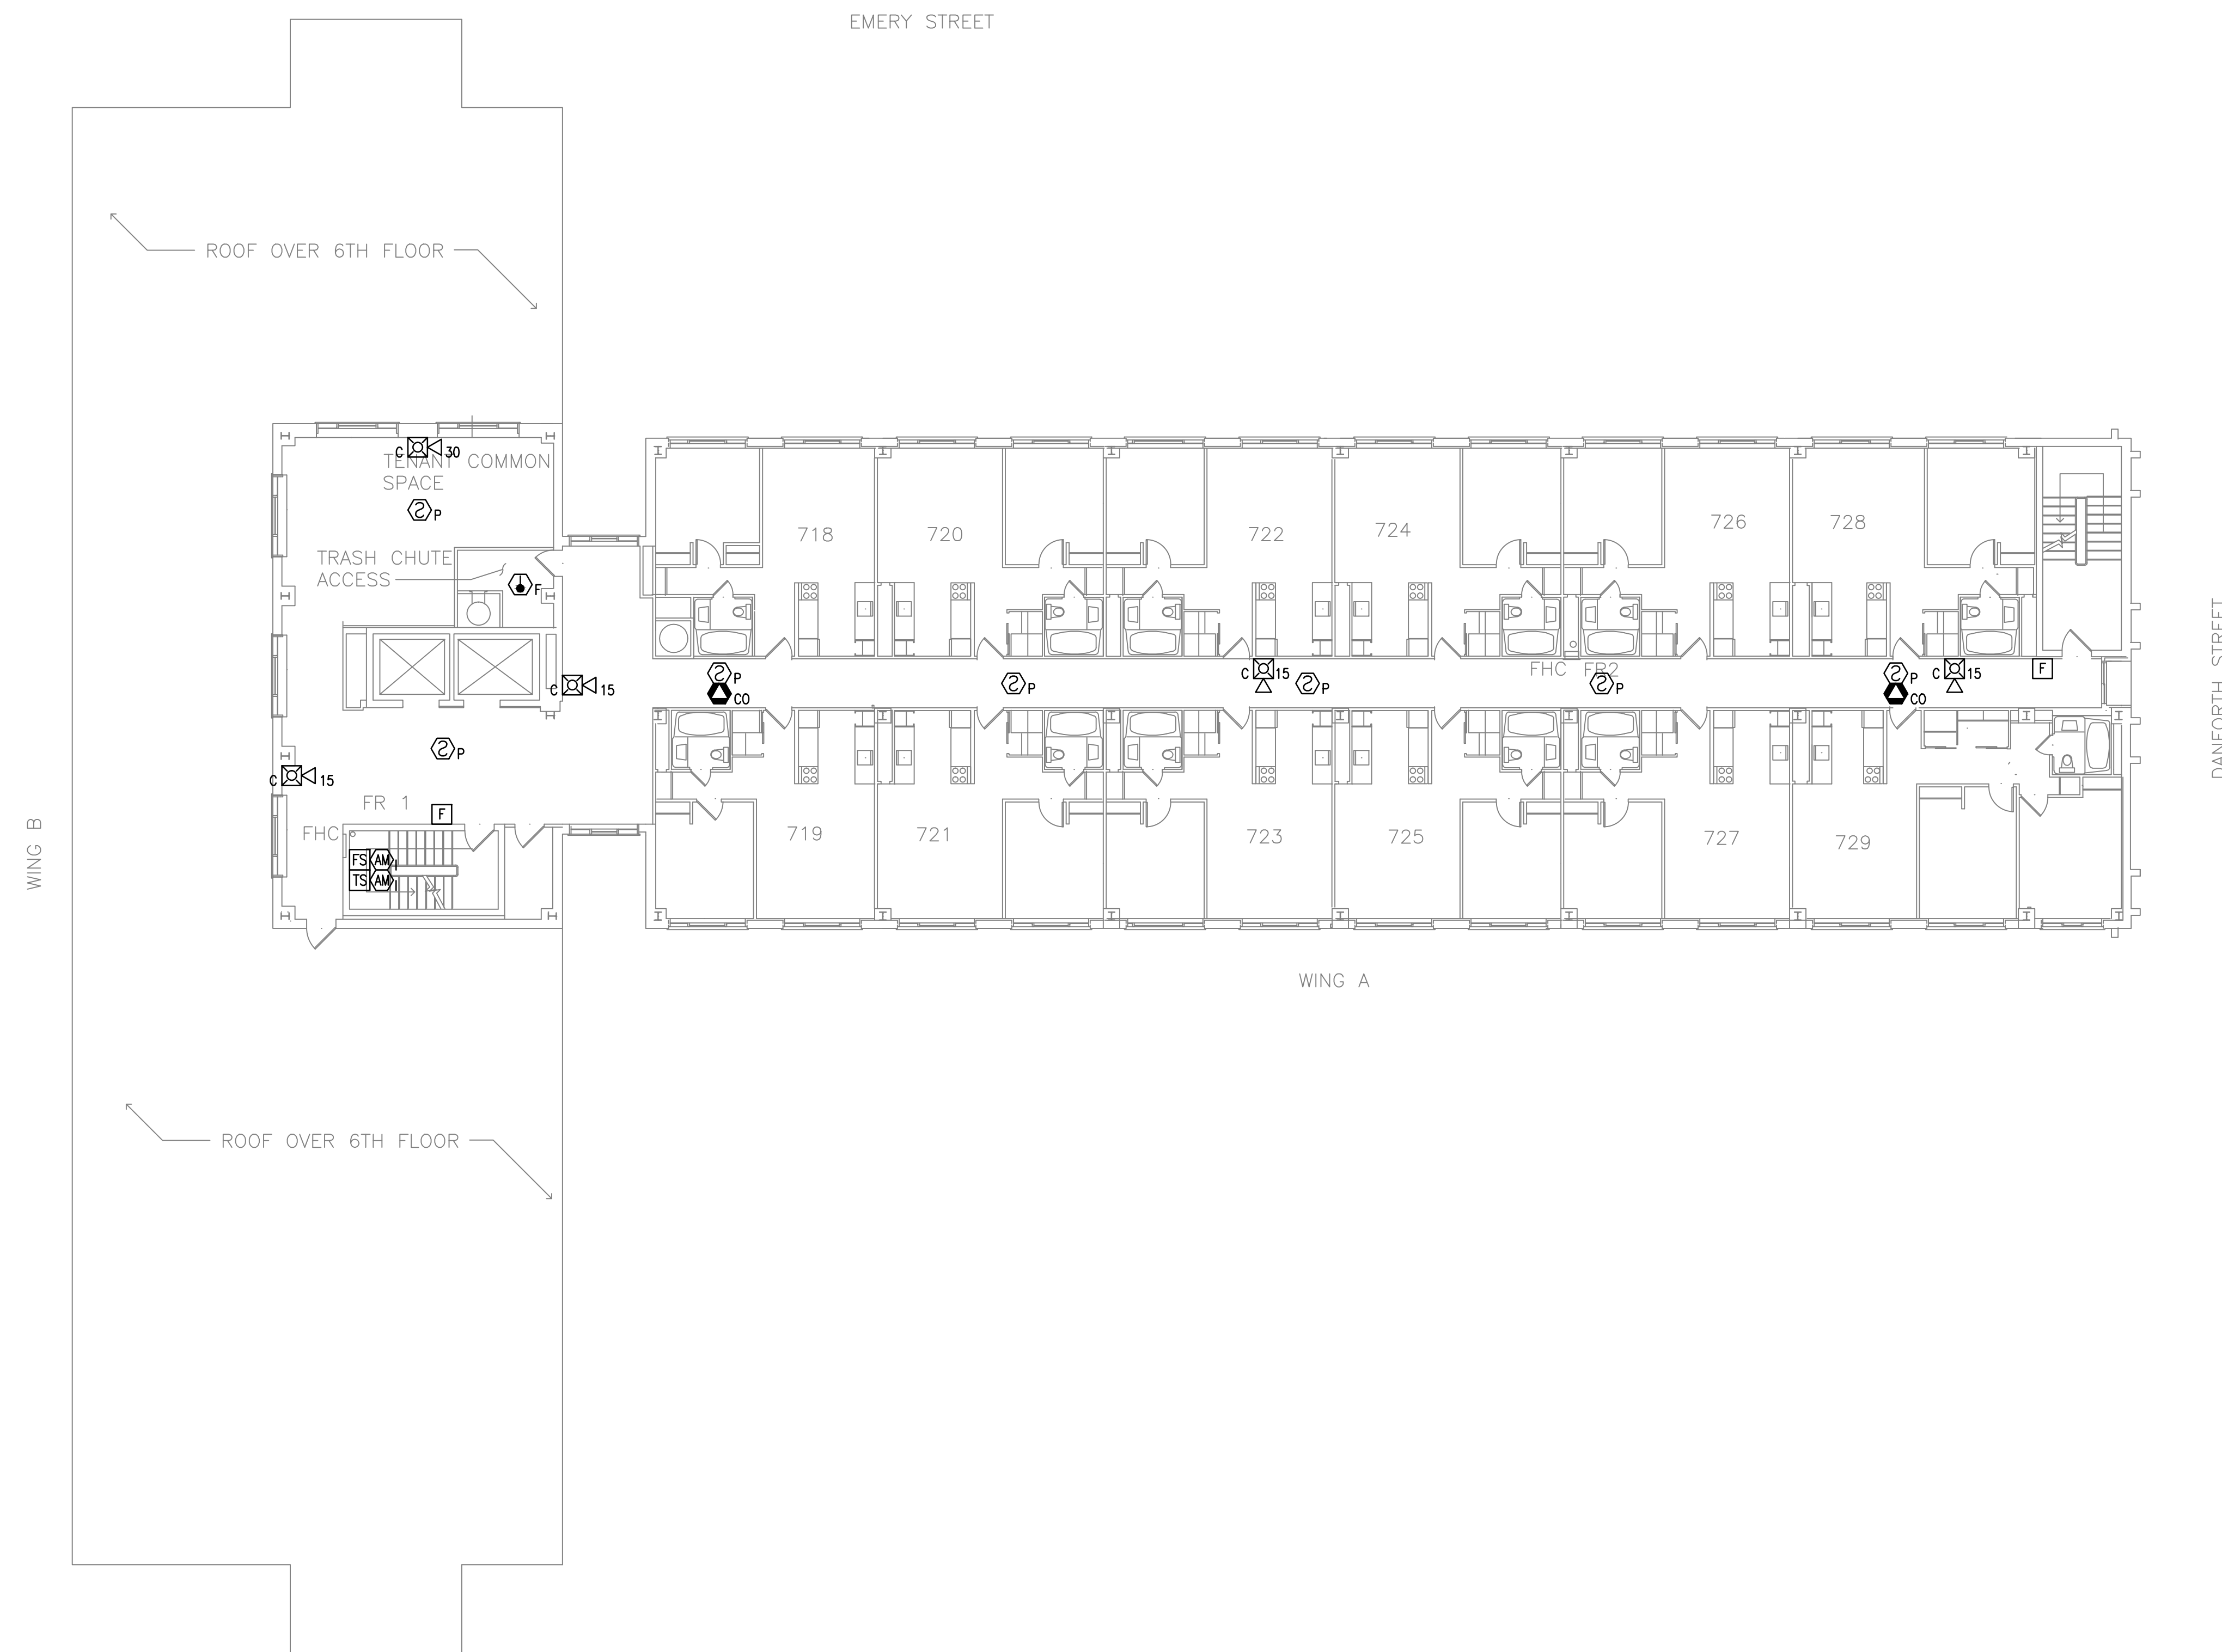 EMERY STREET
ROOF OVER 6TH FLOOR
C 30
TENANT COMMON
SPACE
P
TRASH CHUTE
ACCESS
F
718
720
722
724
726
728
C 15
P
CO
P
C 15
P
FHC FR2
P
P
CO
C 15
F
DANFORTH STREET
P
C 15
FR 1
F
FHC
FS AM I
TS AM I
719
721
723
725
727
729
WING B
WING A
ROOF OVER 6TH FLOOR